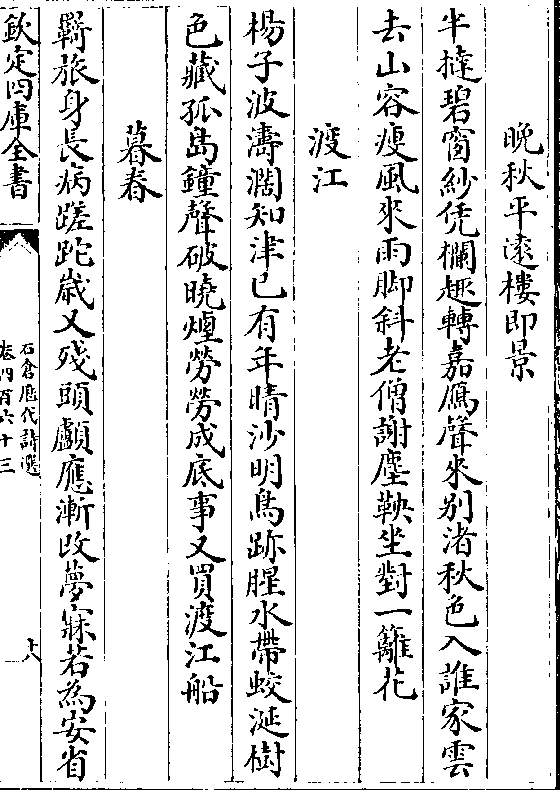 晚秋平遠樓即景
半撻碧窗紗凭欄趣轉嘉鴈聲來别渚秋色入誰家雲
去山容瘦風來雨脚斜老僧謝塵鞅坐對一籬花
渡江
楊子波濤濶知津已有年晴沙明鳥跡腥水帶蛟涎樹
色藏孤島鐘聲破曉煙勞勞成底事又買渡江船
暮春
羇旅身長病蹉跎歲又殘頭顱應漸改夢寐若為安省
欽定四庫全書
石倉歷代詩選
卷四百六十三
十八